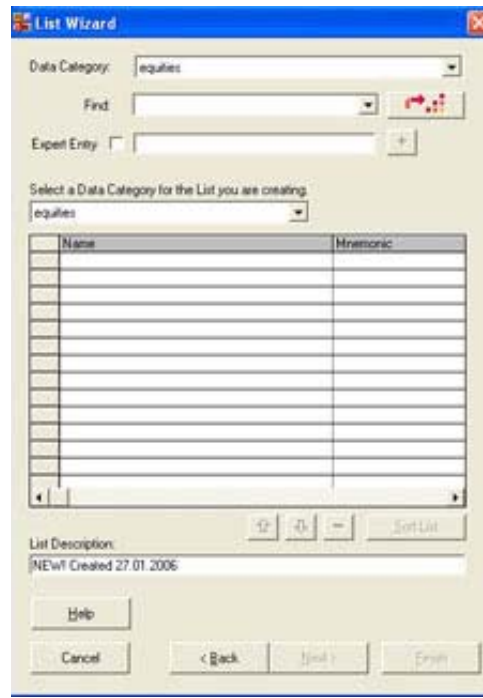 List Wizard
Data Category: equities
Find:
Expert Entry +
Select a Data Category for the List you are creating.
equities
Name Mnemonic
Sort List
List Description:
NEW! Created 27.01.2006
Help
Cancel < Back Next > Finish